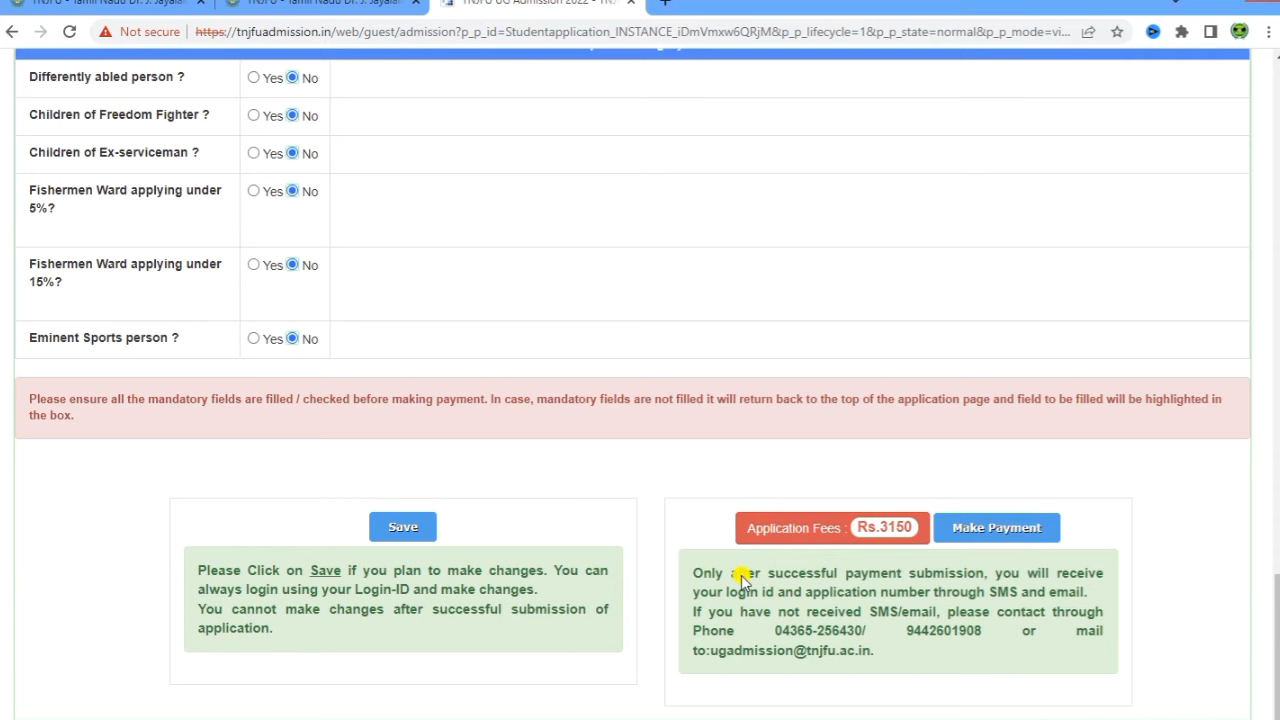 TNJFU UG Admission 2022 - TNJ
Not secure
https://tnjfuadmission.in/web/guest/admission?p_p_id=Studentapplication_INSTANCE_iDmVmxw6QRjM&p_p_lifecycle=1&p_p_state=normal&p_p_mode=vi...
Differently abled person ? Yes No
Children of Freedom Fighter ? Yes No
Children of Ex-serviceman ? Yes No
Fishermen Ward applying under Yes No
5%?
Fishermen Ward applying under Yes No
15%?
Eminent Sports person ? Yes No
Please ensure all the mandatory fields are filled / checked before making payment. In case, mandatory fields are not filled it will return back to the top of the application page and field to be filled will be highlighted in
the box.
Save
Please Click on Save if you plan to make changes. You can
always login using your Login-ID and make changes.
You cannot make changes after successful submission of
application.
Application Fees : Rs.3150 Make Payment
Only after successful payment submission, you will receive
your login id and application number through SMS and email.
If you have not received SMS/email, please contact through
Phone 04365-256430/ 9442601908 or mail
to:ugadmission@tnjfu.ac.in.